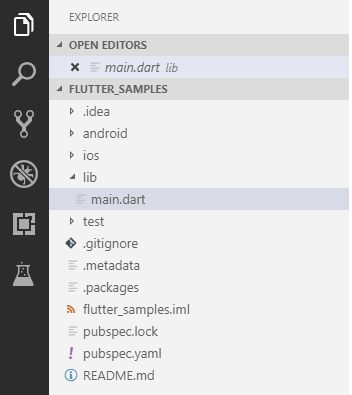 EXPLORER
OPEN EDITORS
main.dart lib
FLUTTER_SAMPLES
.idea
android
ios
lib
main.dart
test
.gitignore
.metadata
.packages
flutter_samples.iml
pubspec.lock
pubspec.yaml
README.md